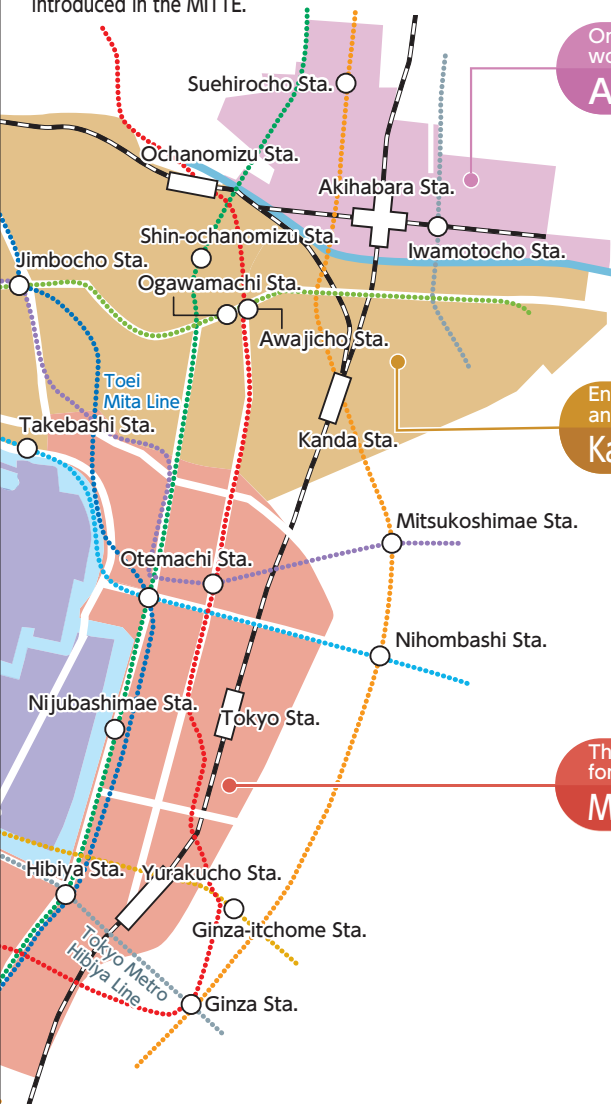 introduced in the MITTE.
Suehirocho Sta.
Ochanomizu Sta.
Akihabara Sta.
Shin-ochanomizu Sta.
Iwamotocho Sta.
Jimbocho Sta.
Ogawamachi Sta.
Awajicho Sta.
Toei
Mita Line
Takebashi Sta.
Kanda Sta.
Mitsukoshimae Sta.
Otemachi Sta.
Nihombashi Sta.
Nijubashimae Sta.
Tokyo Sta.
Hibiya Sta.
Yurakucho Sta.
Ginza-itchome Sta.
Tokyo Metro
Hibiya Line
Ginza Sta.
A
Ka
M